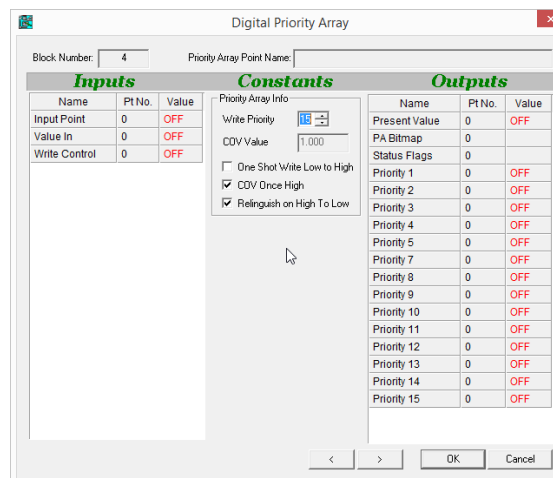 Digital Priority Array
Block Number: 4 Priority Array Point Name:
Inputs
Name Pt No. Value
Input Point 0 OFF
Value In 0 OFF
Write Control 0 OFF
Constants
Priority Array Info
Write Priority 15
COV Value 1.000
One Shot Write Low to High
COV Once High
Relinguish on High To Low
Outputs
Name Pt No. Value
Present Value 0 OFF
PA Bitmap 0
Status Flags 0
Priority 1 0 OFF
Priority 2 0 OFF
Priority 3 0 OFF
Priority 4 0 OFF
Priority 5 0 OFF
Priority 7 0 OFF
Priority 8 0 OFF
Priority 9 0 OFF
Priority 10 0 OFF
Priority 11 0 OFF
Priority 12 0 OFF
Priority 13 0 OFF
Priority 14 0 OFF
Priority 15 0 OFF
< > OK Cancel